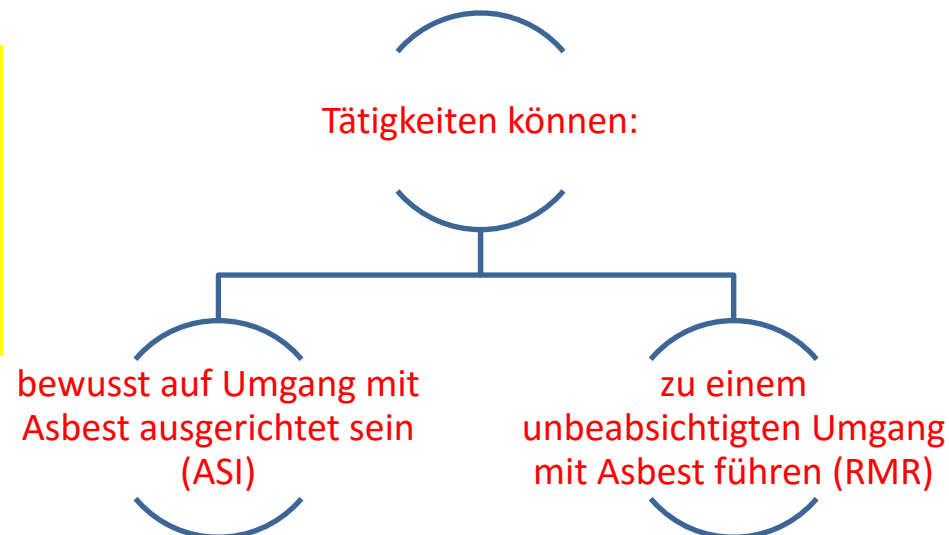 Tätigkeiten können:
bewusst auf Umgang mit
Asbest ausgerichtet sein
(ASI)
zu einem
unbeabsichtigten Umgang
mit Asbest führen (RMR)